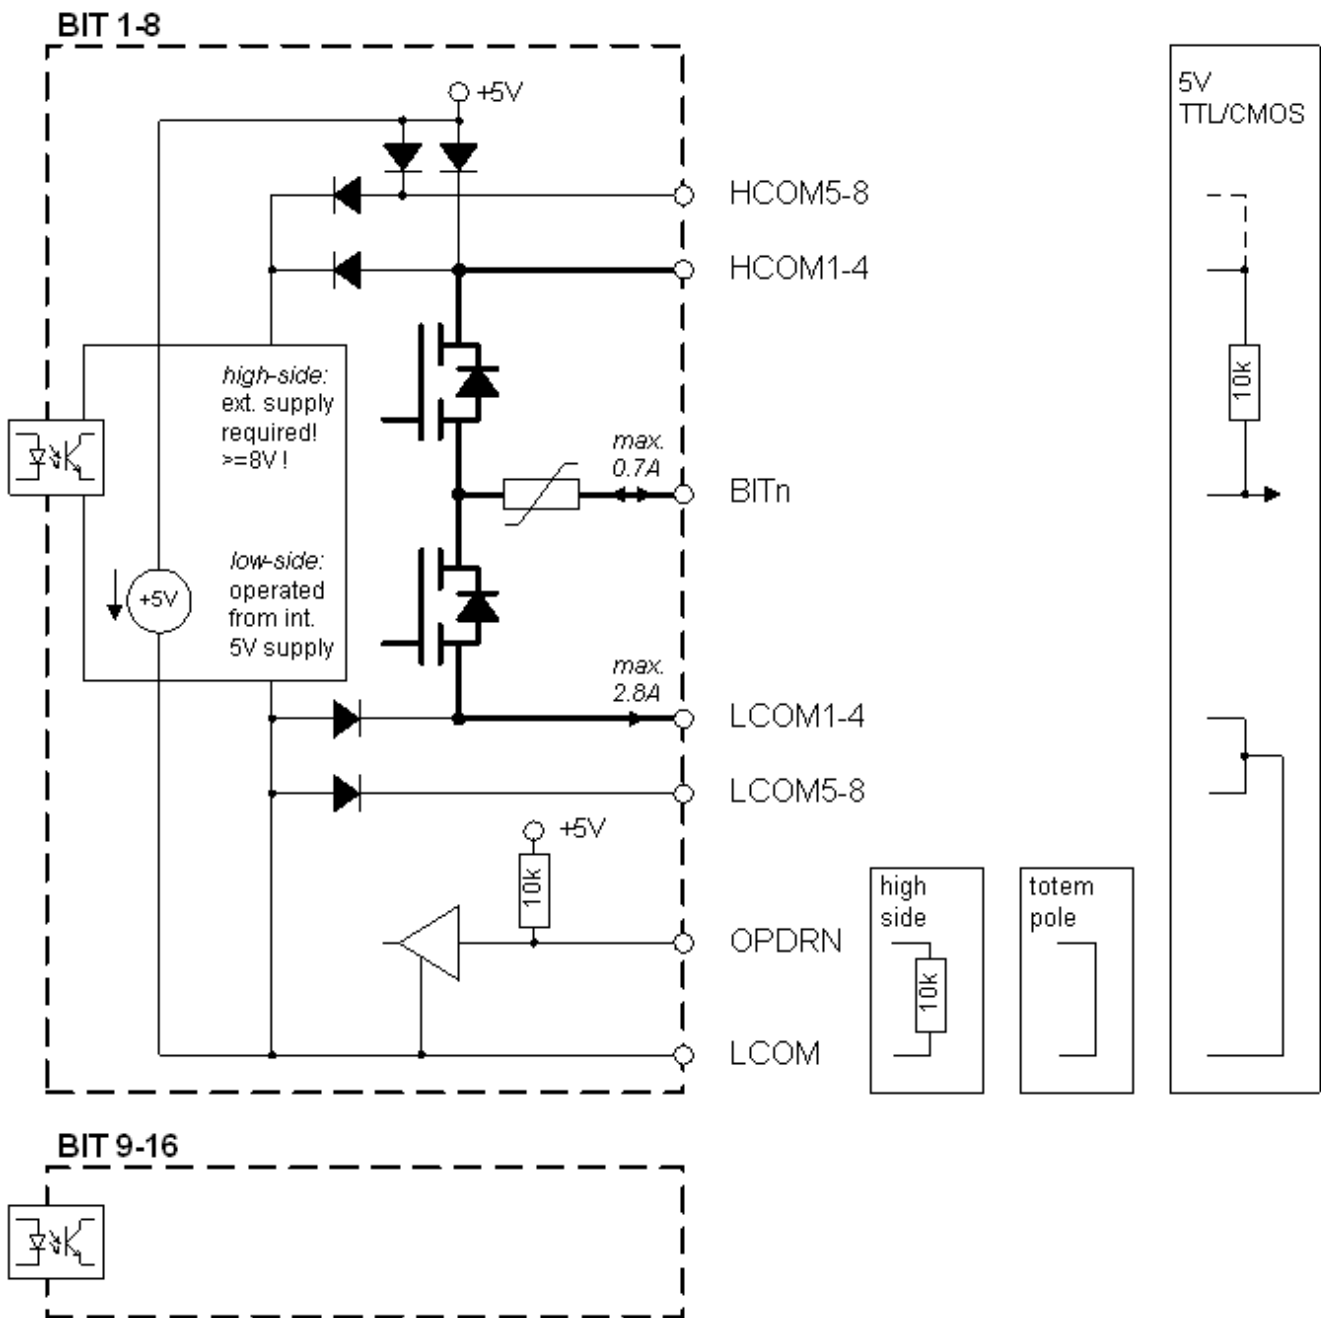 BIT 1-8
+5V
5V
TTL/CMOS
HCOM5-8
HCOM1-4
high-side:
ext. supply
required!
>=8V !
10k
max.
0.7A
BITn
low-side:
operated
from int.
5V supply
+5V
max.
2.8A
LCOM1-4
LCOM5-8
+5V
10k
high
side
totem
pole
OPDRN
10k
LCOM
BIT 9-16